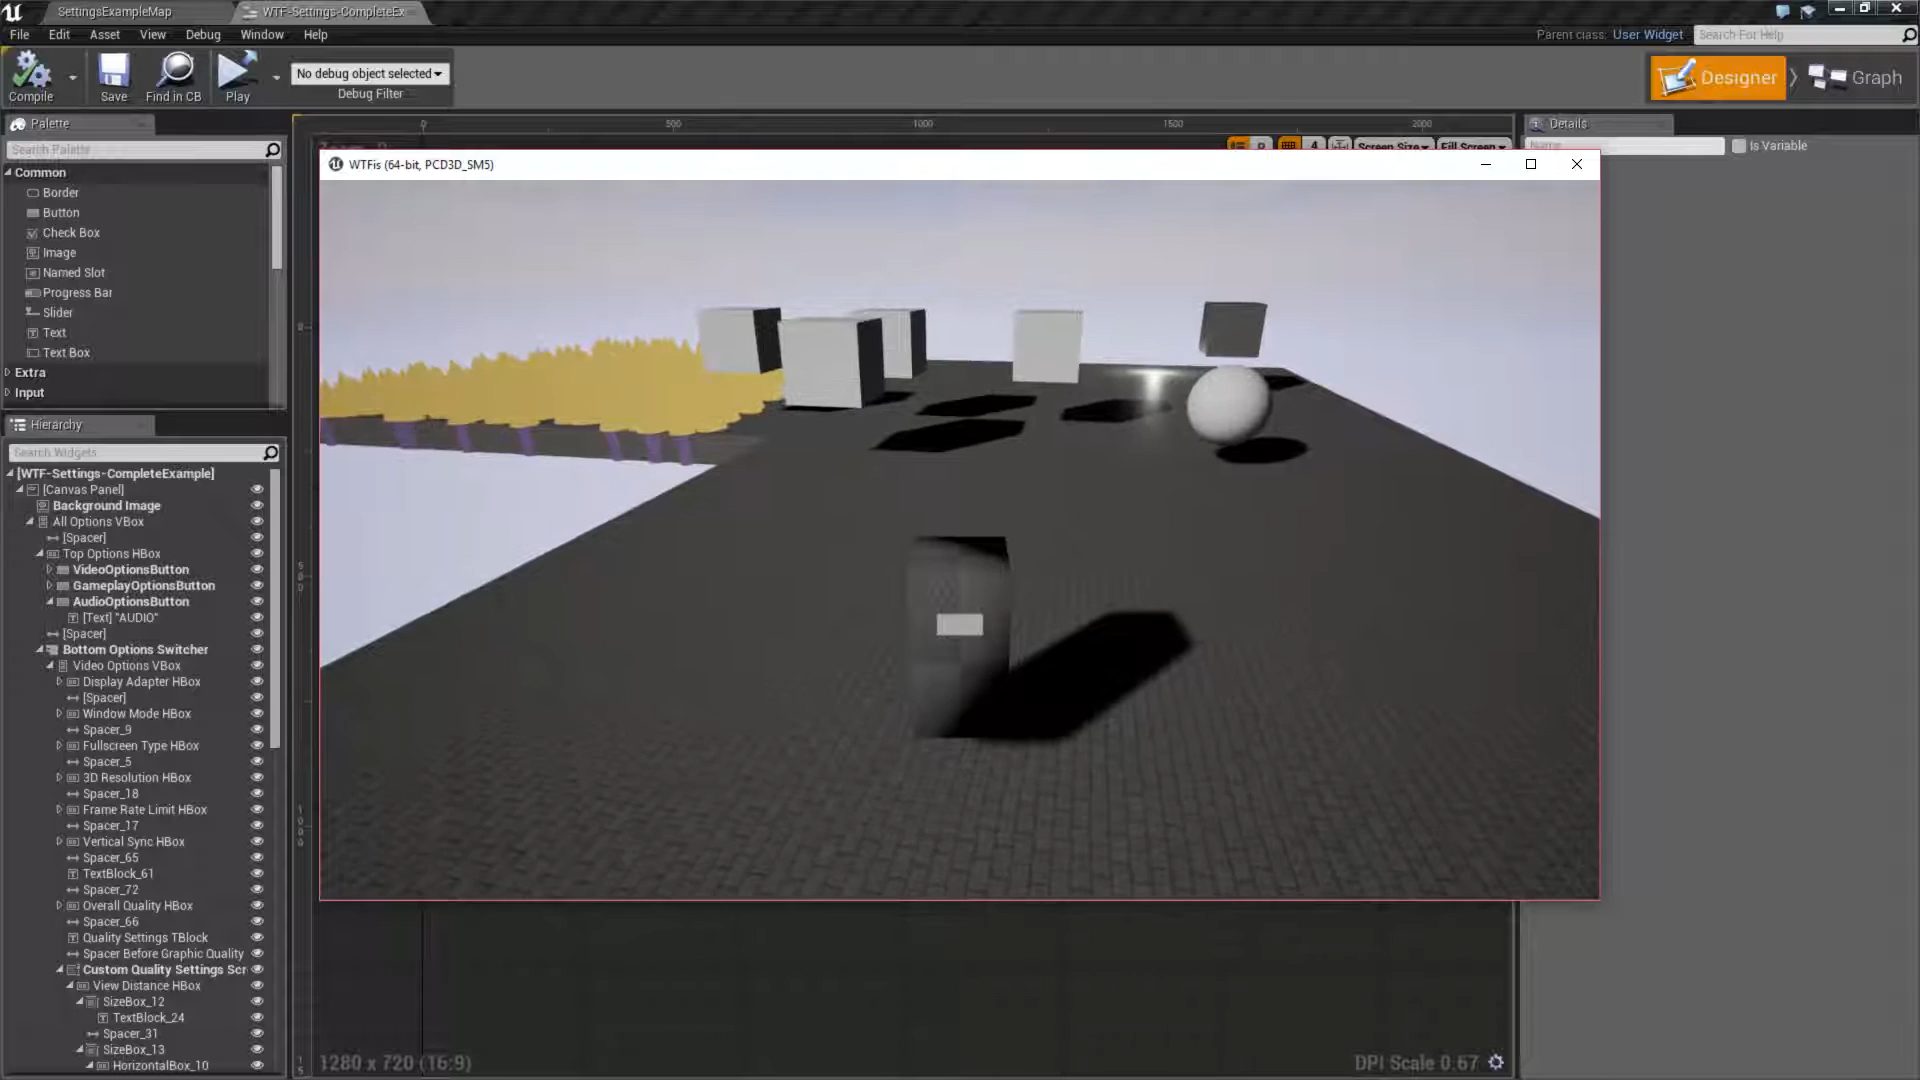 SettingsExampleMap
WTF-Settings-CompleteEx
File Edit Asset View Debug Window Help
Parent class: User Widget
Search For Help
Compile
Save
Find in CB
Play
No debug object selected
Debug Filter
Designer
Graph
Palette
Search Palette
Common
Border
Button
Check Box
Image
Named Slot
Progress Bar
Slider
Text
Text Box
Extra
Input
Hierarchy
Search Widgets
[WTF-Settings-CompleteExample]
[Canvas Panel]
Background Image
All Options VBox
[Spacer]
Top Options HBox
VideoOptionsButton
GameplayOptionsButton
AudioOptionsButton
[Text] "AUDIO"
[Spacer]
Bottom Options Switcher
Video Options VBox
Display Adapter HBox
[Spacer]
Window Mode HBox
Spacer_9
Fullscreen Type HBox
Spacer_5
3D Resolution HBox
Spacer_18
Frame Rate Limit HBox
Spacer_17
Vertical Sync HBox
Spacer_65
TextBlock_61
Spacer_72
Overall Quality HBox
Spacer_66
Quality Settings TBlock
Spacer Before Graphic Quality
Custom Quality Settings Scr
View Distance HBox
SizeBox_12
TextBlock_24
Spacer_31
SizeBox_13
HorizontalBox_10
0 500 1000 1500 2000
4 Screen Size Fill Screen
WTFis (64-bit, PCD3D_SM5)
1280 x 720 (16:9)
DPI Scale 0.67
Details
Name
Is Variable